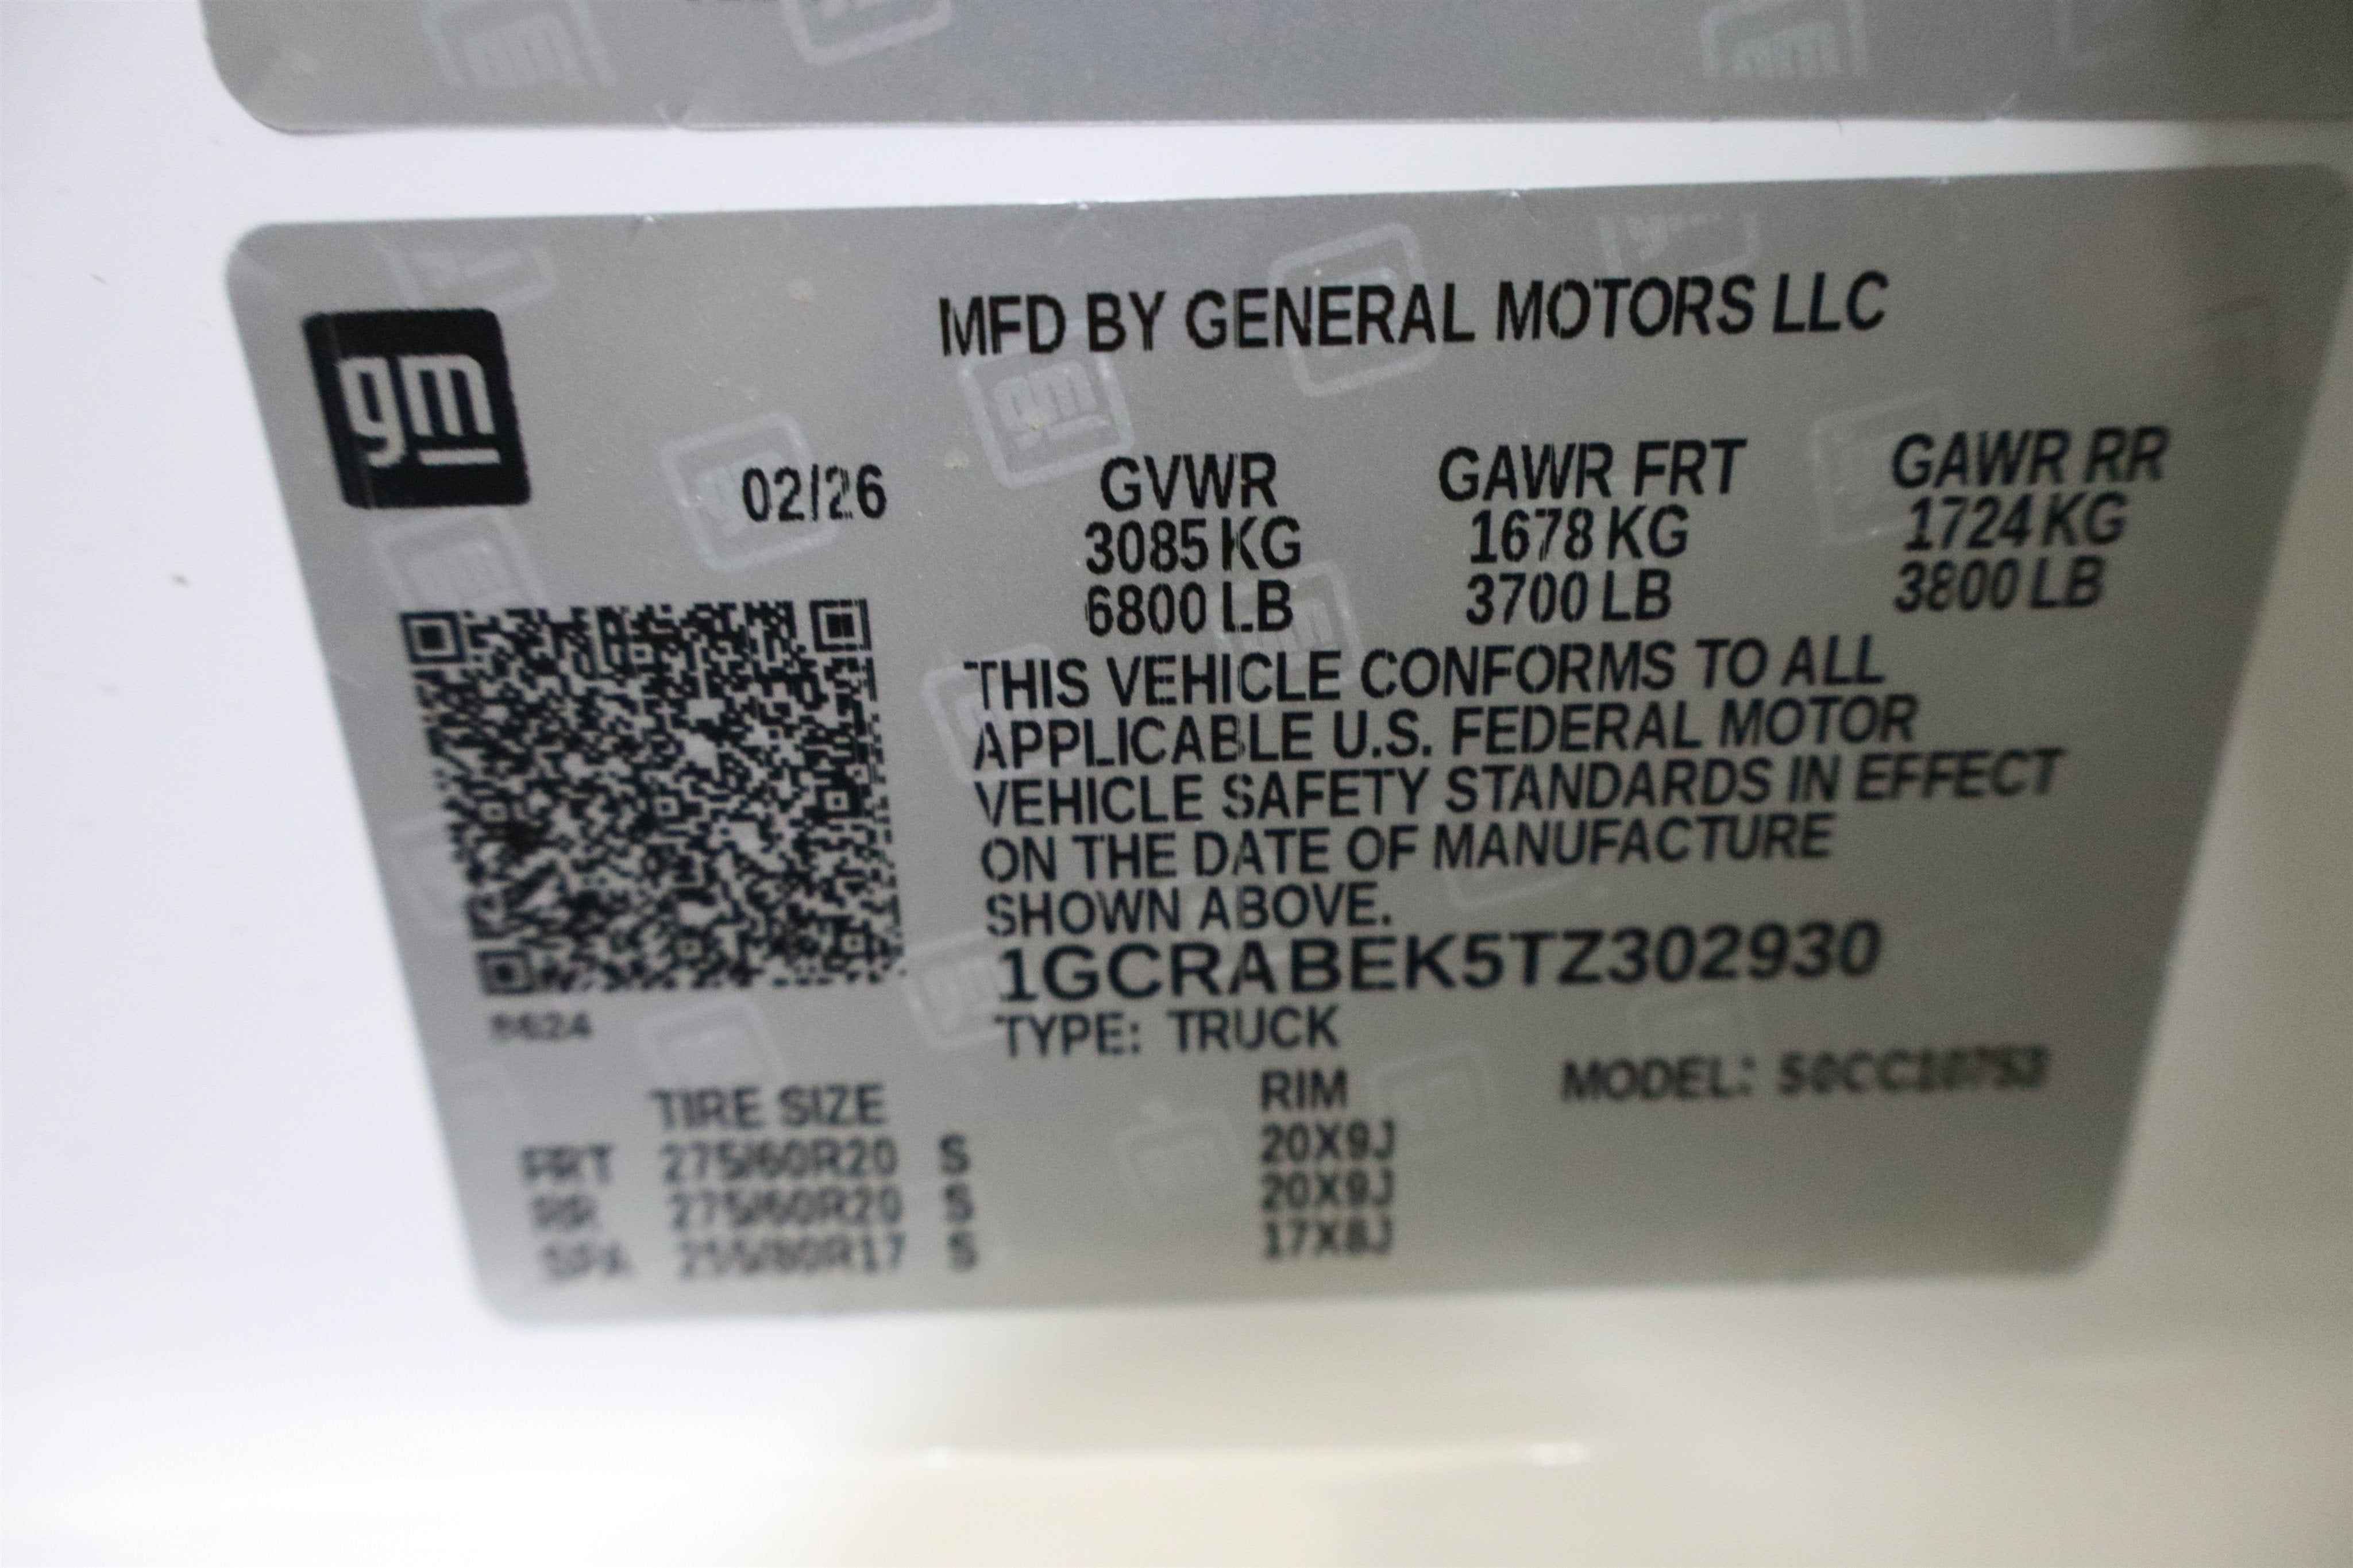 MFD BY GENERAL MOTORS LLC
gm
02/26
GVWR GAWR FRT GAWR RR
3085 KG 1678 KG 1724 KG
6800 LB 3700 LB 3800 LB
THIS VEHICLE CONFORMS TO ALL
APPLICABLE U.S. FEDERAL MOTOR
VEHICLE SAFETY STANDARDS IN EFFECT
ON THE DATE OF MANUFACTURE
SHOWN ABOVE.
1GCRABEK5TZ302930
TYPE: TRUCK
MODEL:
TIRE SIZE RIM
FRT 275/60R20 S 20X9J
RR 275/60R20 S 20X9J
SPA 255/80R17 S 17X8J